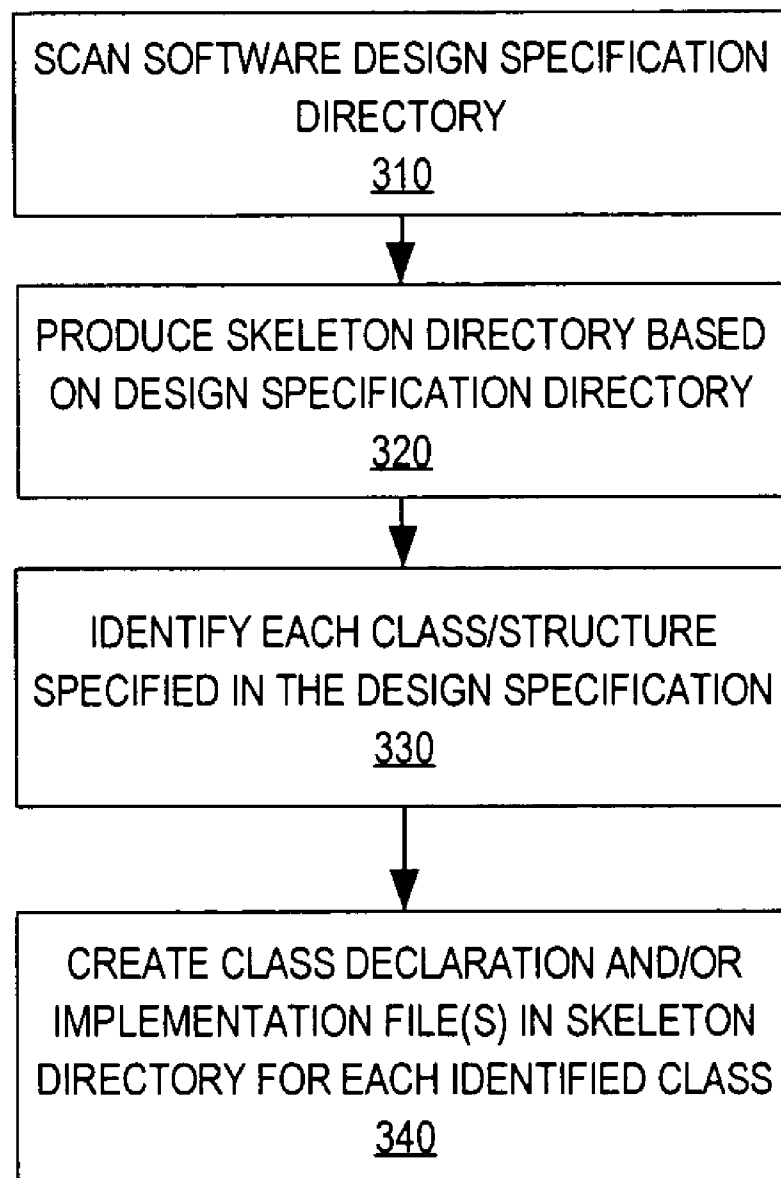 SCAN SOFTWARE DESIGN SPECIFICATION
DIRECTORY
310
PRODUCE SKELETON DIRECTORY BASED
ON DESIGN SPECIFICATION DIRECTORY
320
IDENTIFY EACH CLASS/STRUCTURE
SPECIFIED IN THE DESIGN SPECIFICATION
330
CREATE CLASS DECLARATION AND/OR
IMPLEMENTATION FILE(S) IN SKELETON
DIRECTORY FOR EACH IDENTIFIED CLASS
340